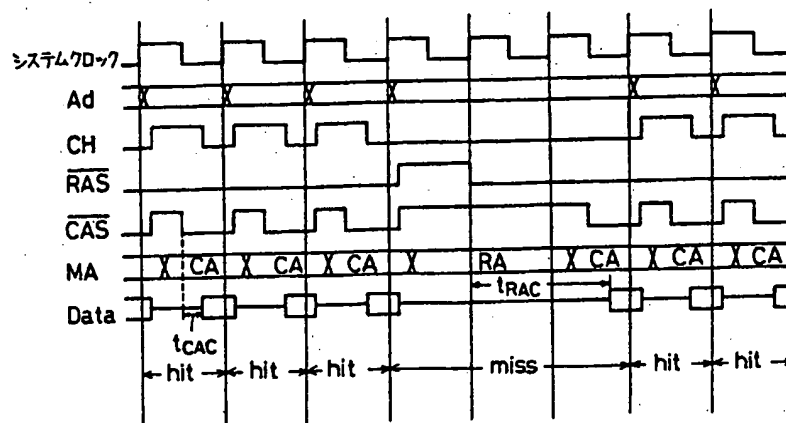 システムクロック
Ad
CH
RAS
CAS
MA CA CA CA RA CA CA CA
tRAC
Data
tCAC
hit hit hit miss hit hit